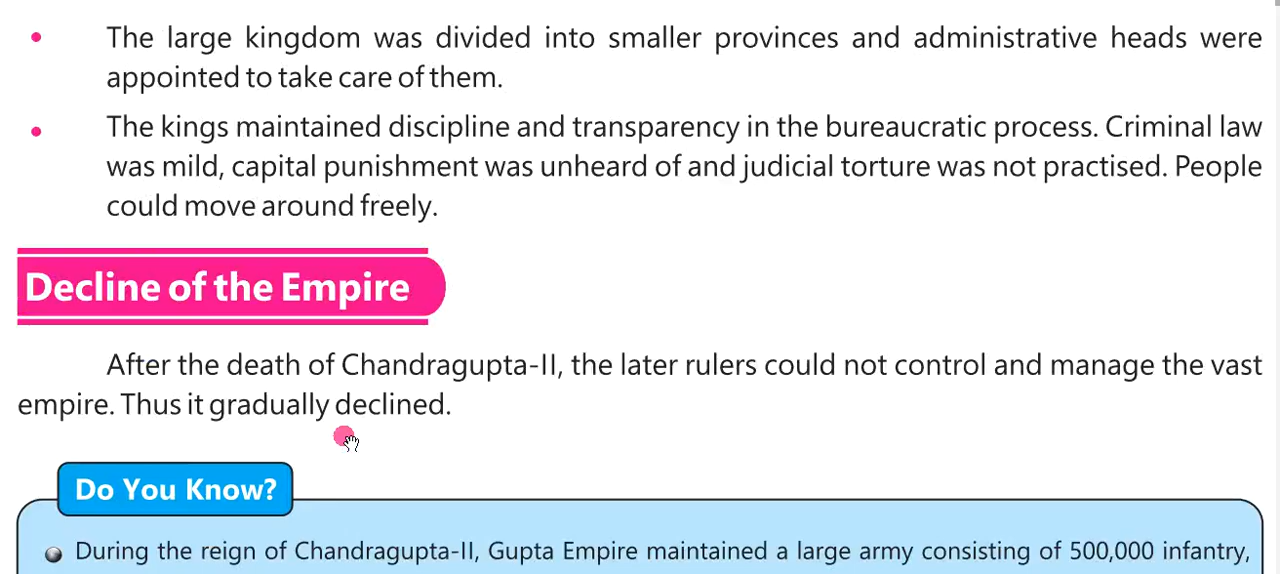 The large kingdom was divided into smaller provinces and administrative heads were
appointed to take care of them.
The kings maintained discipline and transparency in the bureaucratic process. Criminal law
was mild, capital punishment was unheard of and judicial torture was not practised. People
could move around freely.
Decline of the Empire
After the death of Chandragupta-II, the later rulers could not control and manage the vast
empire. Thus it gradually declined.
Do You Know?
During the reign of Chandragupta-II, Gupta Empire maintained a large army consisting of 500,000 infantry,